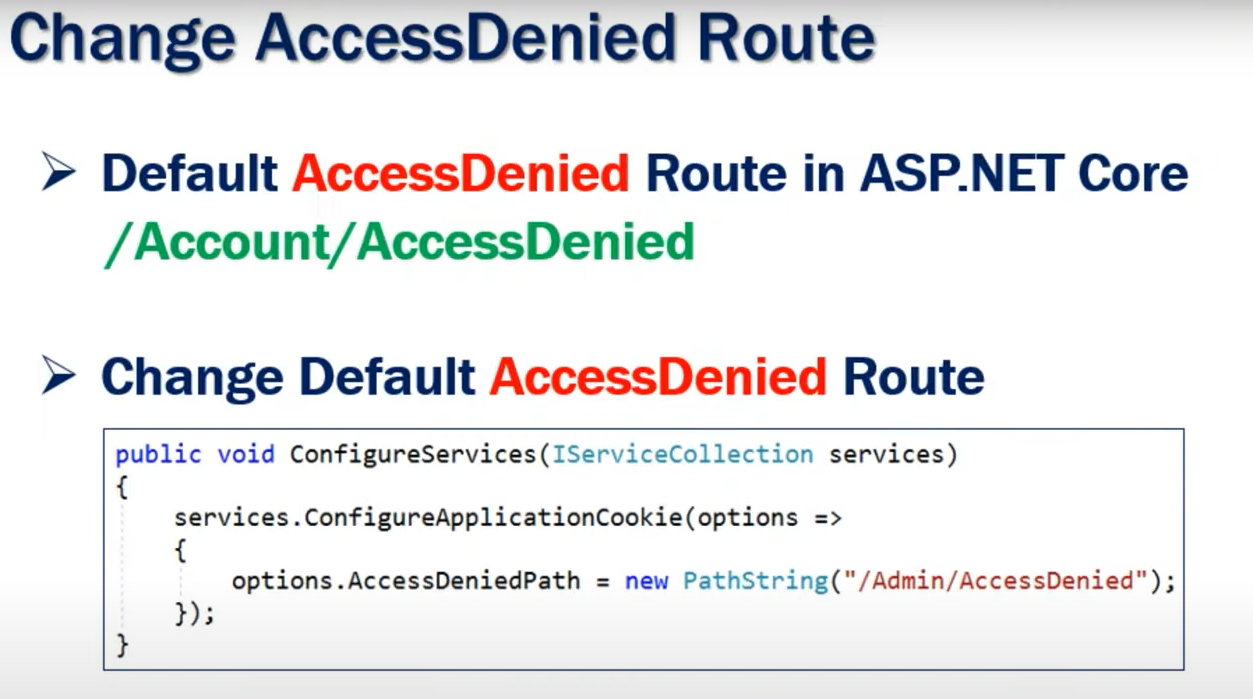 Change AccessDenied Route
➢ Default AccessDenied Route in ASP.NET Core
/Account/AccessDenied
➢ Change Default AccessDenied Route
public void ConfigureServices(IServiceCollection services)
{
    services.ConfigureApplicationCookie(options =>
    {
        options.AccessDeniedPath = new PathString("/Admin/AccessDenied");
    });
}